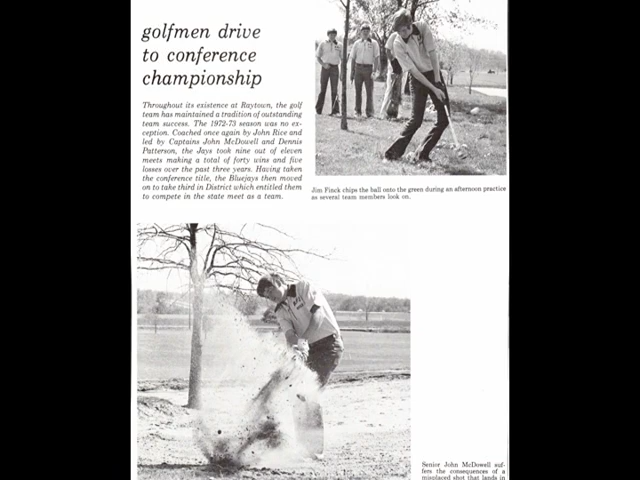 golfmen drive
to conference
championship
Throughout its existence at Raytown, the golf
team has maintained a tradition of outstanding
team success. The 1972-73 season was no ex-
ception. Coached once again by John Rice and
led by Captains John McDowell and Dennis
Patterson, the Jays took nine out of eleven
meets making a total of forty wins and five
losses over the past three years. Having taken
the conference title, the Bluejays then moved
on to take third in District which entitled them
to compete in the state meet as a team.
Jim Finck chips the ball onto the green during an afternoon practice
as several team members look on.
Senior John McDowell suf-
fers the consequences of a
misplaced shot that lands in